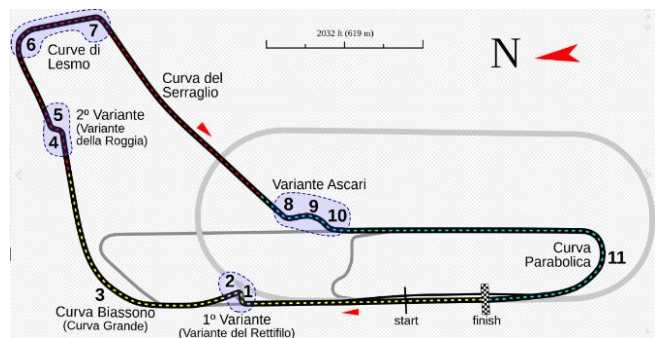 2032 ft (619 m)
N
6
7
Curve di
Lesmo
Curva del
Serraglio
5
4
2º Variante
(Variante
della Roggia)
Variante Ascari
8
9
10
Curva
Parabolica
11
3
Curva Biassono
(Curva Grande)
2
1
1º Variante
(Variante del Rettifilo)
start
finish